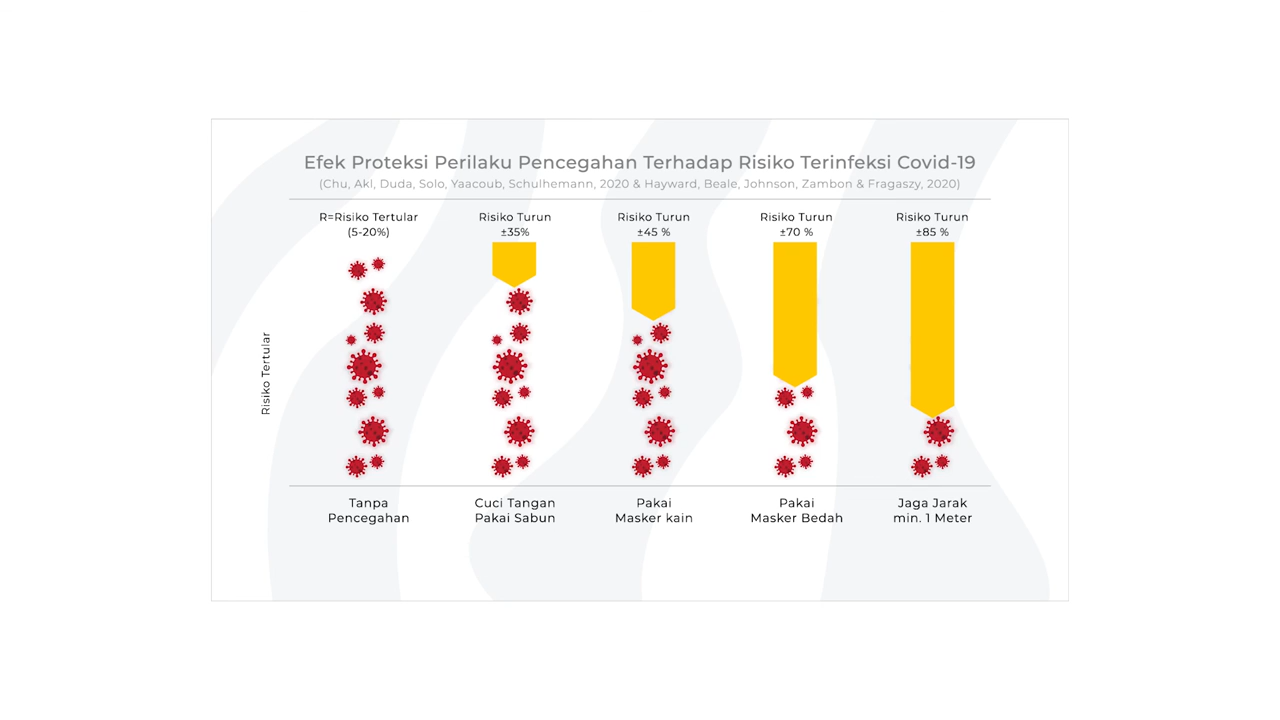 Efek Proteksi Perilaku Pencegahan Terhadap Risiko Terinfeksi Covid-19
(Chu, Akl, Duda, Solo, Yaacoub, Schulhemann, 2020 & Hayward, Beale, Johnson, Zambon & Fragaszy, 2020)
R=Risiko Tertular
(5-20%)
Risiko Turun
±35%
Risiko Turun
±45 %
Risiko Turun
±70 %
Risiko Turun
±85 %
Risiko Tertular
Tanpa
Pencegahan
Cuci Tangan
Pakai Sabun
Pakai
Masker kain
Pakai
Masker Bedah
Jaga Jarak
min. 1 Meter